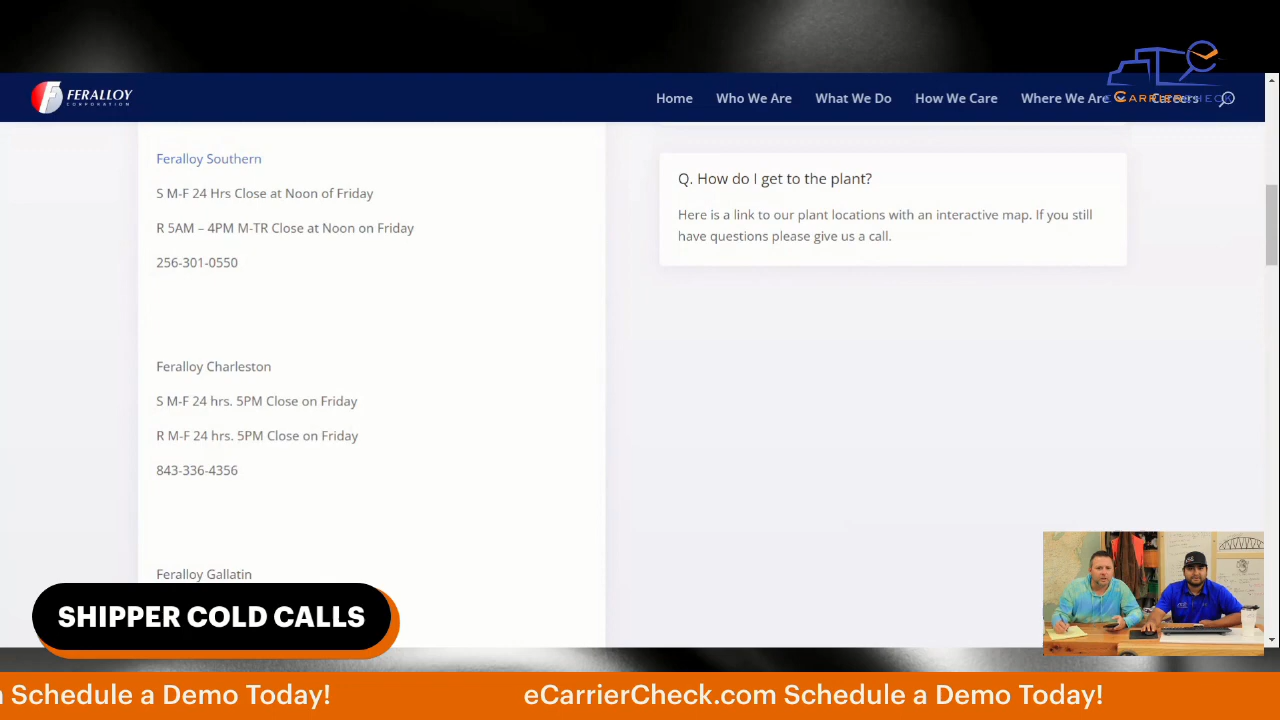 FERALLOY
CORPORATION
Home Who We Are What We Do How We Care Where We Are Careers
eCARRIERCHECK
Feralloy Southern
S M-F 24 Hrs Close at Noon of Friday
R 5AM – 4PM M-TR Close at Noon on Friday
256-301-0550
Feralloy Charleston
S M-F 24 hrs. 5PM Close on Friday
R M-F 24 hrs. 5PM Close on Friday
843-336-4356
Feralloy Gallatin
Q. How do I get to the plant?
Here is a link to our plant locations with an interactive map. If you still
have questions please give us a call.
SHIPPER COLD CALLS
Schedule a Demo Today! eCarrierCheck.com Schedule a Demo Today!